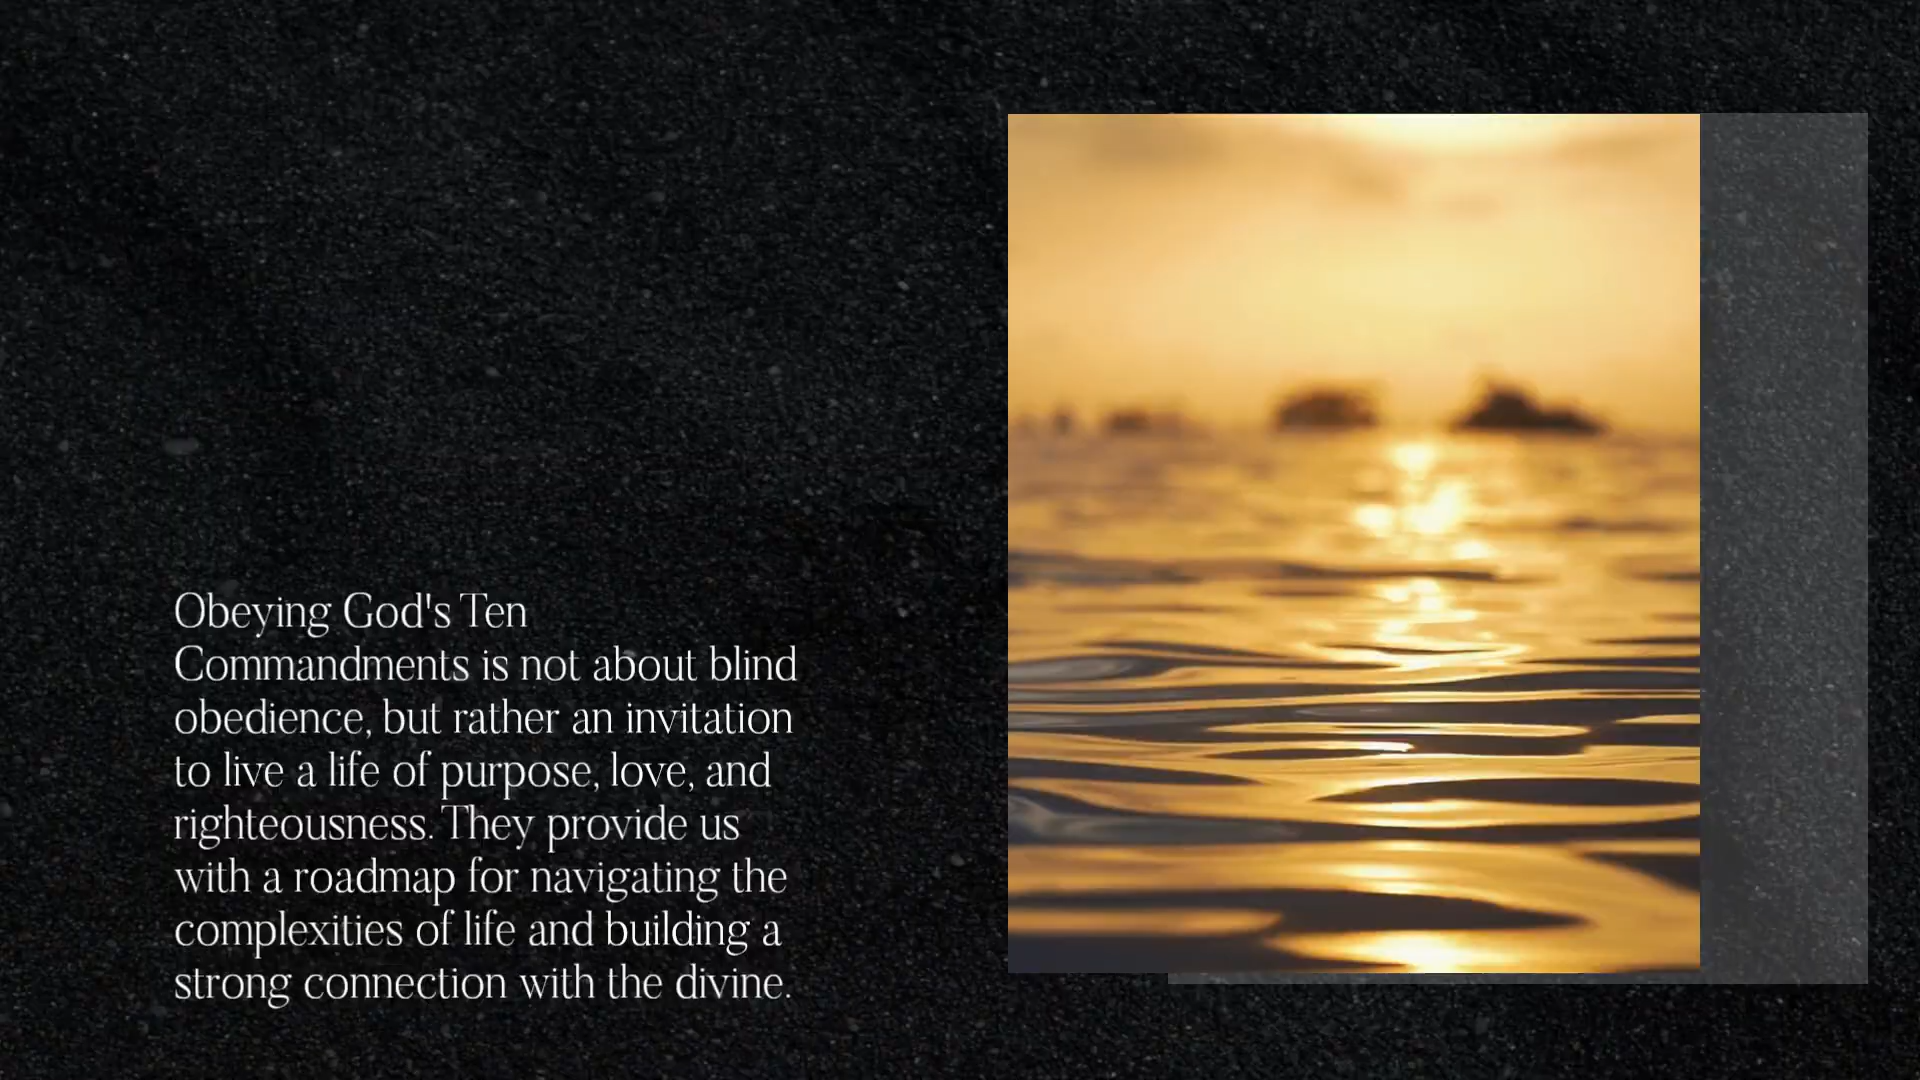 Obeying God's Ten
Commandments is not about blind
obedience, but rather an invitation
to live a life of purpose, love, and
righteousness. They provide us
with a roadmap for navigating the
complexities of life and building a
strong connection with the divine.